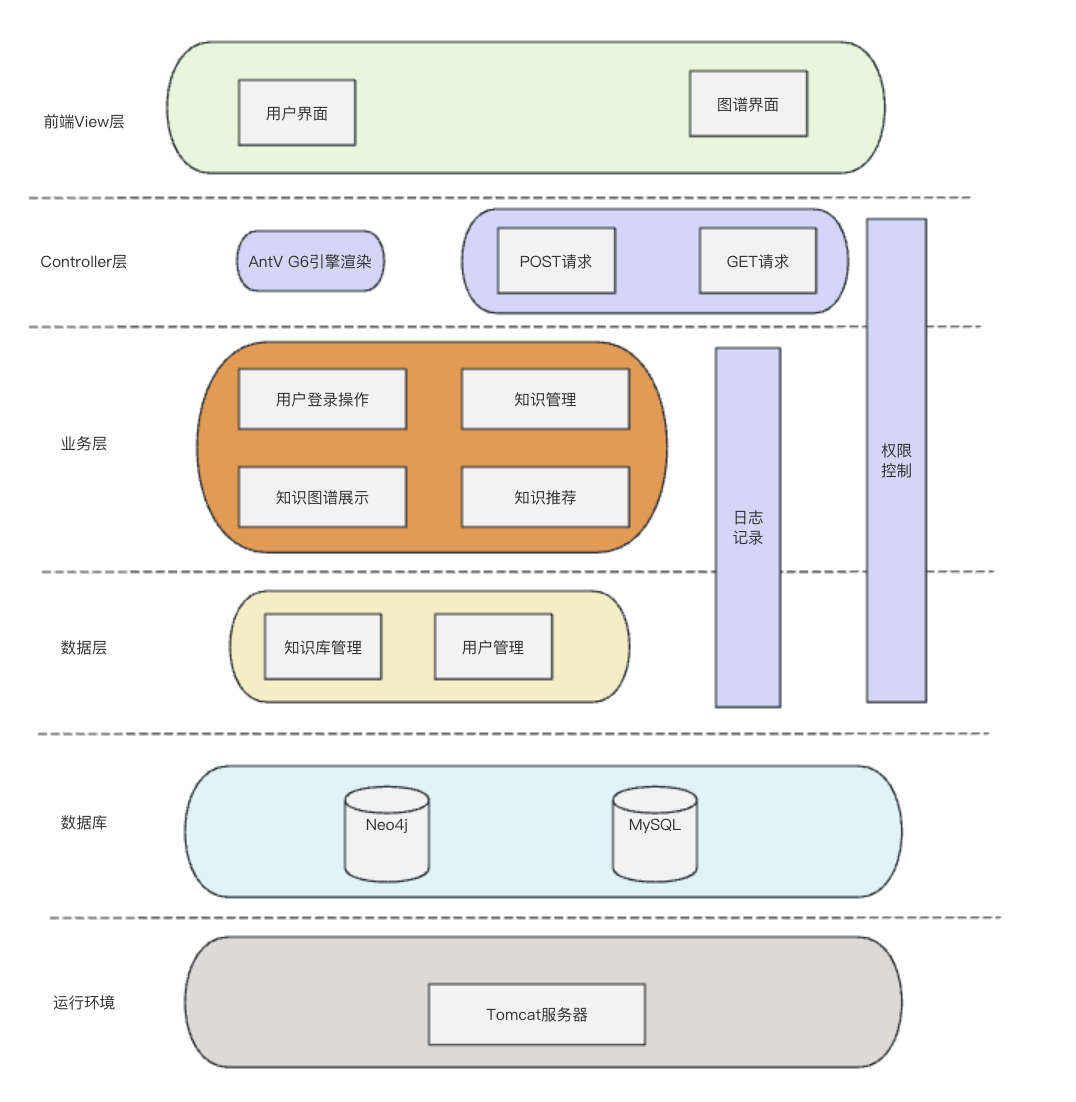 用户界面
图谱界面
前端View层
Controller层
AntV G6引擎渲染
POST请求
GET请求
用户登录操作
知识管理
业务层
权限
控制
知识图谱展示
知识推荐
日志
记录
数据层
知识库管理
用户管理
数据库
Neo4j
MySQL
运行环境
Tomcat服务器